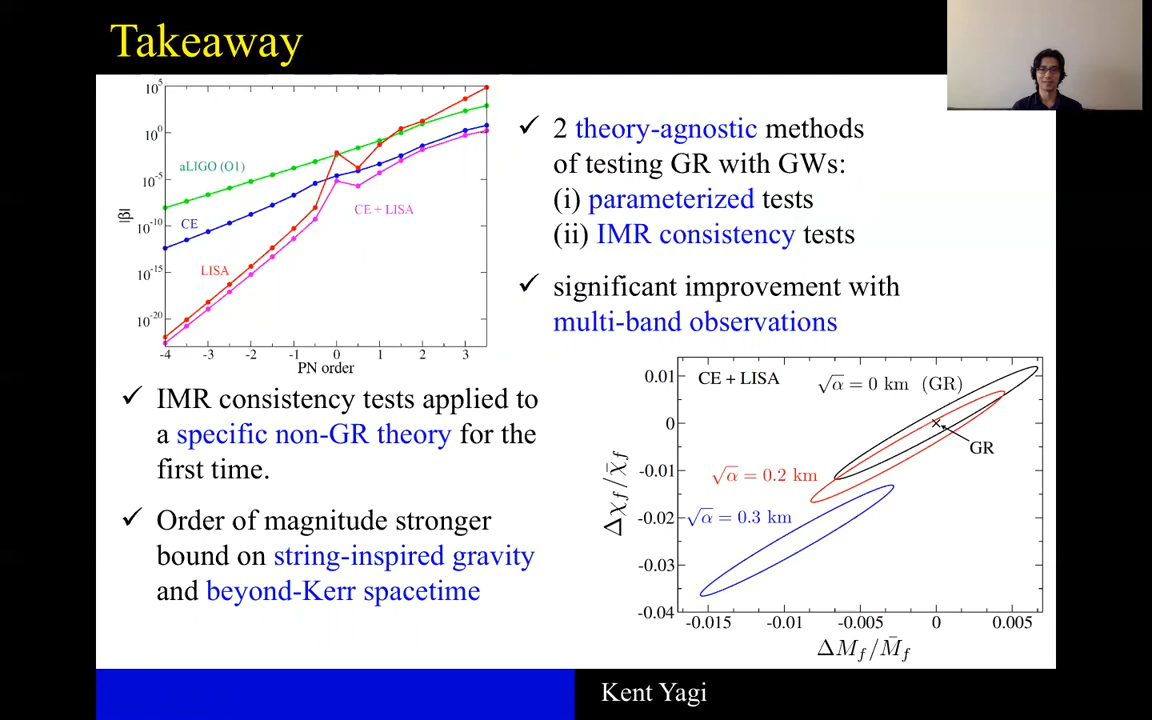 Takeaway
10^5
10^0
10^-5
10^-10
10^-15
10^-20
|β|
aLIGO (O1)
CE
CE + LISA
LISA
-4 -3 -2 -1 0 1 2 3
PN order
✓ 2 theory-agnostic methods
of testing GR with GWs:
(i) parameterized tests
(ii) IMR consistency tests
✓ significant improvement with
multi-band observations
✓ IMR consistency tests applied to
a specific non-GR theory for the
first time.
✓ Order of magnitude stronger
bound on string-inspired gravity
and beyond-Kerr spacetime
0.01
0
-0.01
-0.02
-0.03
-0.04
Δχ_f/χ̄_f
CE + LISA
√α = 0 km (GR)
GR
√α = 0.2 km
√α = 0.3 km
-0.015 -0.01 -0.005 0 0.005
ΔM_f/M̄_f
Kent Yagi